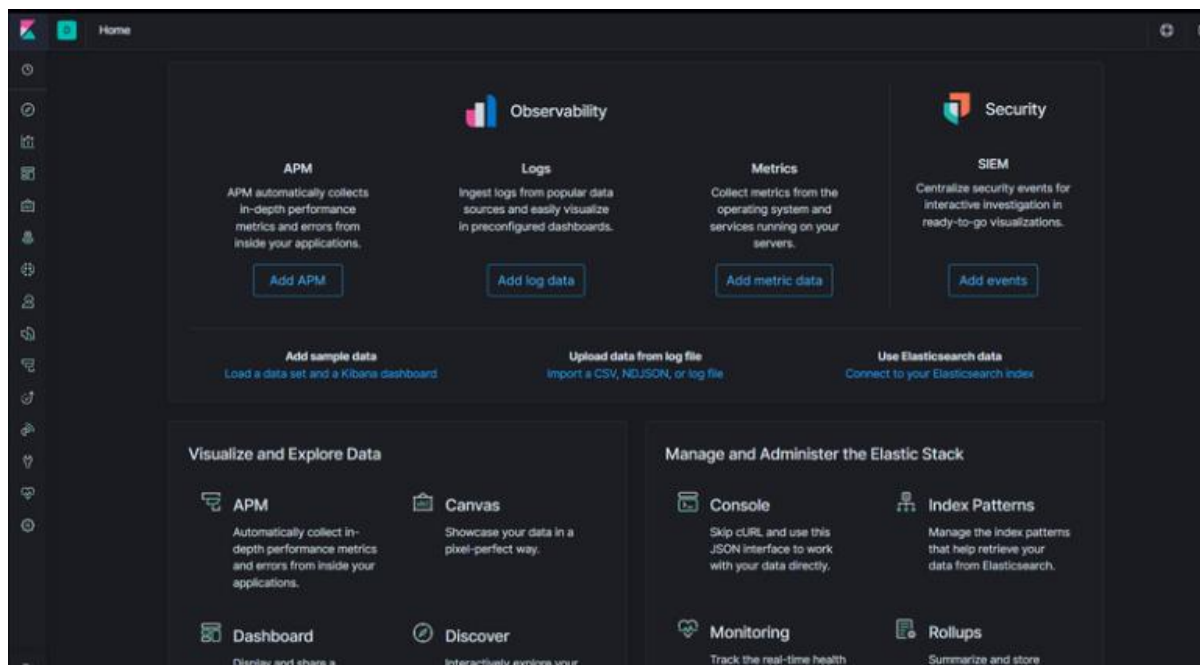 D Home
Observability
Security
APM
APM automatically collects
in-depth performance
metrics and errors from
inside your applications.
Add APM
Logs
Ingest logs from popular data
sources and easily visualize
in preconfigured dashboards.
Add log data
Metrics
Collect metrics from the
operating system and
services running on your
servers.
Add metric data
SIEM
Centralize security events for
interactive investigation in
ready-to-go visualizations.
Add events
Add sample data
Load a data set and a Kibana dashboard
Upload data from log file
Import a CSV, NDJSON, or log file
Use Elasticsearch data
Connect to your Elasticsearch index
Visualize and Explore Data
APM
Automatically collect in-
depth performance metrics
and errors from inside your
applications.
Canvas
Showcase your data in a
pixel-perfect way.
Dashboard
Display and share a
Discover
Interactively explore your
Manage and Administer the Elastic Stack
Console
Skip cURL and use this
JSON interface to work
with your data directly.
Index Patterns
Manage the index patterns
that help retrieve your
data from Elasticsearch.
Monitoring
Track the real-time health
Rollups
Summarize and store